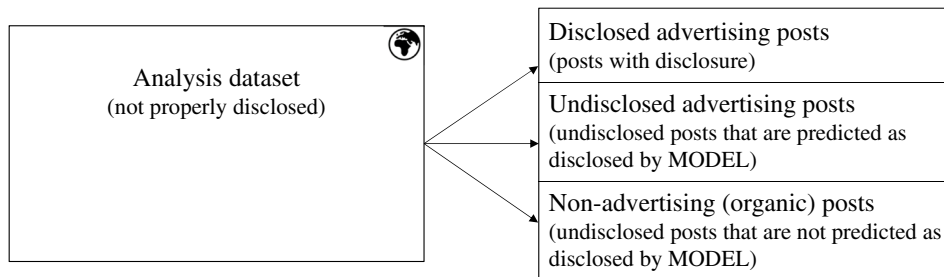 Analysis dataset
(not properly disclosed)
Disclosed advertising posts
(posts with disclosure)
Undisclosed advertising posts
(undisclosed posts that are predicted as
disclosed by MODEL)
Non-advertising (organic) posts
(undisclosed posts that are not predicted as
disclosed by MODEL)